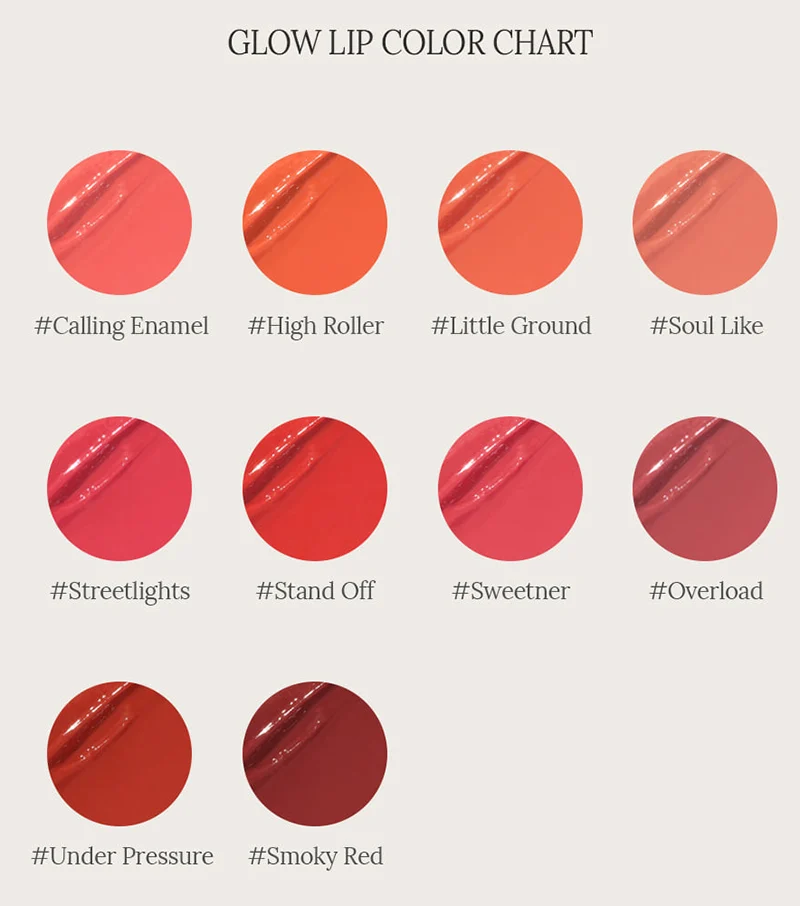 GLOW LIP COLOR CHART
#Calling Enamel #High Roller #Little Ground #Soul Like
#Streetlights #Stand Off #Sweetner #Overload
#Under Pressure #Smoky Red